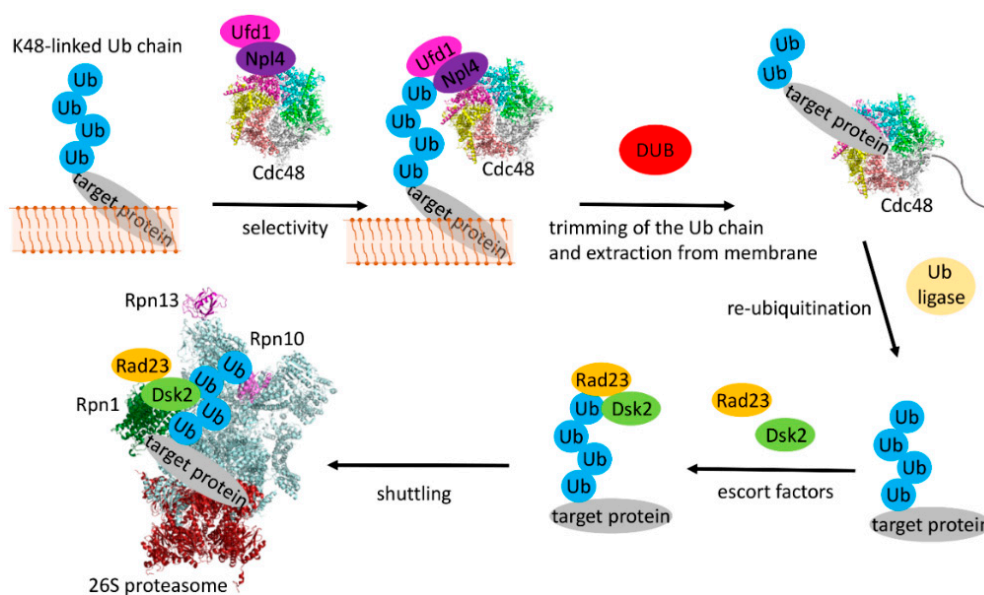 K48-linked Ub chain
Ub
Ub
Ub
Ub
target protein
Ufd1
Npl4
Cdc48
selectivity
Ufd1
Npl4
Ub
Ub
Ub
Ub
Cdc48
target protein
DUB
trimming of the Ub chain
and extraction from membrane
Ub
Ub
target protein
Cdc48
re-ubiquitination
Ub
ligase
Ub
Ub
Ub
Ub
target protein
Rad23
Dsk2
escort factors
Rad23
Ub
Dsk2
Ub
Ub
Ub
target protein
shuttling
Rpn13
Rpn10
Rad23
Ub
Ub
Rpn1
Dsk2
Ub
Ub
target protein
26S proteasome